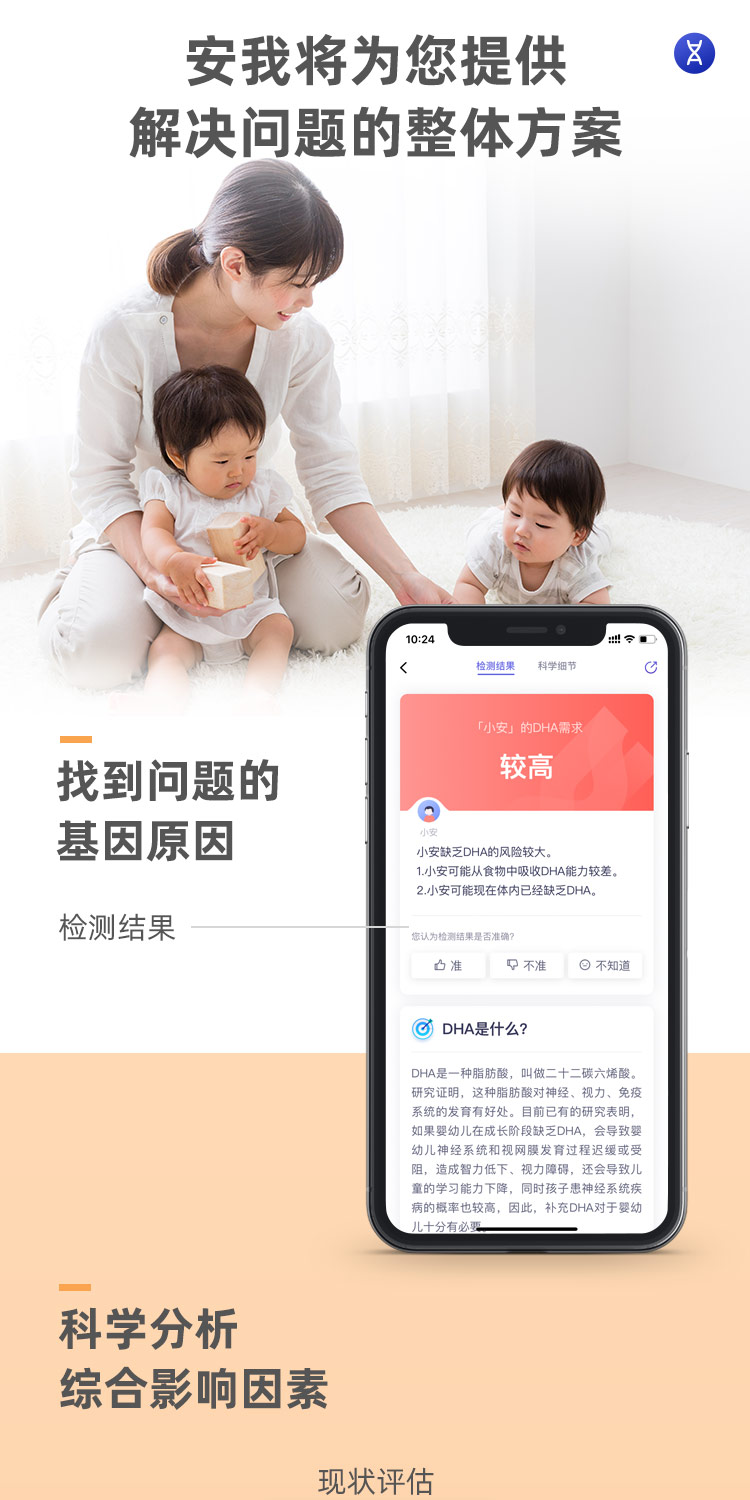 安我将为您提供
解决问题的整体方案
找到问题的
基因原因
检测结果
10:24
检测结果 科学细节
「小安」的DHA需求
较高
小安
小安缺乏DHA的风险较大。
1.小安可能从食物中吸收DHA能力较差。
2.小安可能现在体内已经缺乏DHA。
您认为检测结果是否准确?
准 不准 不知道
DHA是什么?
DHA是一种脂肪酸，叫做二十二碳六烯酸。
研究证明，这种脂肪酸对神经、视力、免疫
系统的发育有好处。目前已有的研究表明，
如果婴幼儿在成长阶段缺乏DHA，会导致婴
幼儿神经系统和视网膜发育过程迟缓或受
阻，造成智力低下、视力障碍，还会导致儿
童的学习能力下降，同时孩子患神经系统疾
病的概率也较高，因此，补充DHA对于婴幼
儿十分有必要。
科学分析
综合影响因素
现状评估